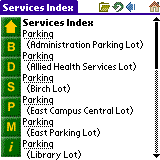 Services Index
Services Index
Parking
(Administration Parking Lot)
Parking
(Allied Health Services Lot)
Parking
(Birch Lot)
Parking
(East Campus Central Lot)
Parking
(East Parking Lot)
Parking
(Library Lot)
B
D
S
P
M
i